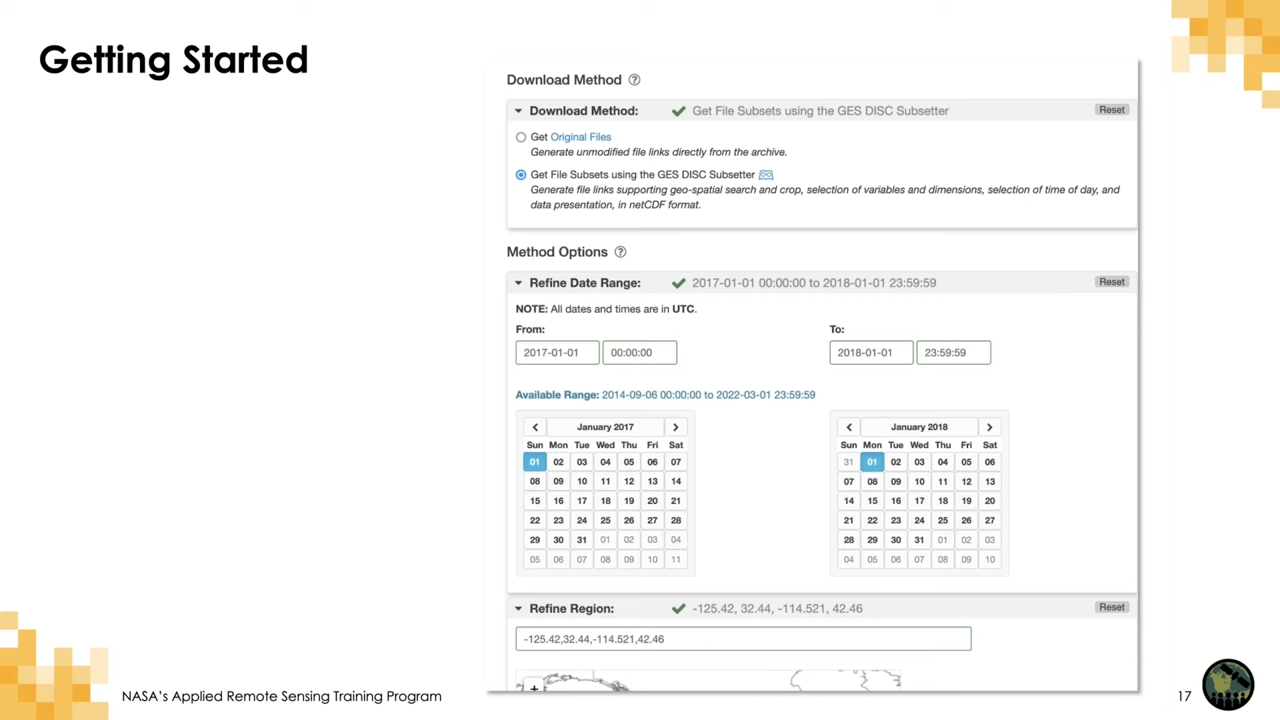 Getting Started
Download Method
Download Method: Get File Subsets using the GES DISC Subsetter Reset
Get Original Files
Generate unmodified file links directly from the archive.
Get File Subsets using the GES DISC Subsetter
Generate file links supporting geo-spatial search and crop, selection of variables and dimensions, selection of time of day, and
data presentation, in netCDF format.
Method Options
Refine Date Range: 2017-01-01 00:00:00 to 2018-01-01 23:59:59 Reset
NOTE: All dates and times are in UTC.
From: To:
2017-01-01 00:00:00 2018-01-01 23:59:59
Available Range: 2014-09-06 00:00:00 to 2022-03-01 23:59:59
January 2017
Sun Mon Tue Wed Thu Fri Sat
01 02 03 04 05 06 07
08 09 10 11 12 13 14
15 16 17 18 19 20 21
22 23 24 25 26 27 28
29 30 31 01 02 03 04
05 06 07 08 09 10 11
January 2018
Sun Mon Tue Wed Thu Fri Sat
31 01 02 03 04 05 06
07 08 09 10 11 12 13
14 15 16 17 18 19 20
21 22 23 24 25 26 27
28 29 30 31 01 02 03
04 05 06 07 08 09 10
Refine Region: -125.42, 32.44, -114.521, 42.46 Reset
-125.42,32.44,-114.521,42.46
+
NASA's Applied Remote Sensing Training Program
17